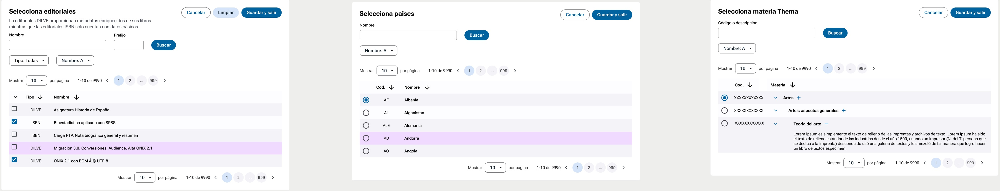 Selecciona editoriales
Cancelar
Limpiar
Guardar y salir
La editoriales DILVE proporcionan metadatos enriquecidos de sus libros
mientras que las editoriales ISBN sólo cuentan con datos básicos.
Nombre
Prefijo
Buscar
Tipo: Todas
Nombre: A
Mostrar 10 por página 1-10 de 9990 1 2 ... 999
Tipo Nombre
DILVE Asignatura Historia de España
ISBN Bioestadística aplicada con SPSS
ISBN Carga FTP. Nota biográfica general y resumen
DILVE Migración 3.0. Conversiones. Audience. Alta ONIX 2.1
DILVE ONIX 2.1 con BOM Â © UTF-8
Mostrar 10 por página 1-10 de 9990 1 2 ... 999
Selecciona paises
Cancelar
Guardar y salir
Nombre
Buscar
Nombre: A
Mostrar 10 por página 1-10 de 9990 1 2 ... 999
Cod. Nombre
AF Albania
AL Afganistan
ALE Alemania
AD Andorra
AO Angola
Mostrar 10 por página 1-10 de 9990 1 2 ... 999
Selecciona materia Thema
Cancelar
Guardar y salir
Código o descripción
Buscar
Nombre: A
Mostrar 10 por página 1-10 de 9990 1 2 ... 999
Cod. Materia
XXXXXXXXXXXX Artes
XXXXXXXXXXXX Artes: aspectos generales
XXXXXXXXXXXX Teoría del arte
Lorem Ipsum es simplemente el texto de relleno de las imprentas y archivos de texto. Lorem Ipsum ha sido
el texto de relleno estándar de las industrias desde el año 1500, cuando un impresor (N. del T. persona que
se dedica a la imprenta) desconocido usó una galería de textos y los mezcló de tal manera que logró hacer
un libro de textos especimen.
Mostrar 10 por página 1-10 de 9990 1 2 ... 999